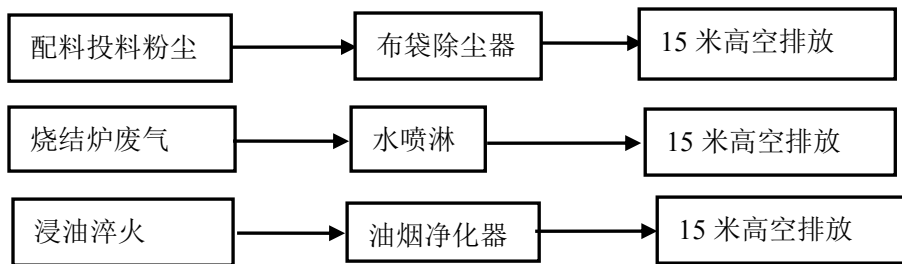 配料投料粉尘
布袋除尘器
15 米高空排放
烧结炉废气
水喷淋
15 米高空排放
浸油淬火
油烟净化器
15 米高空排放